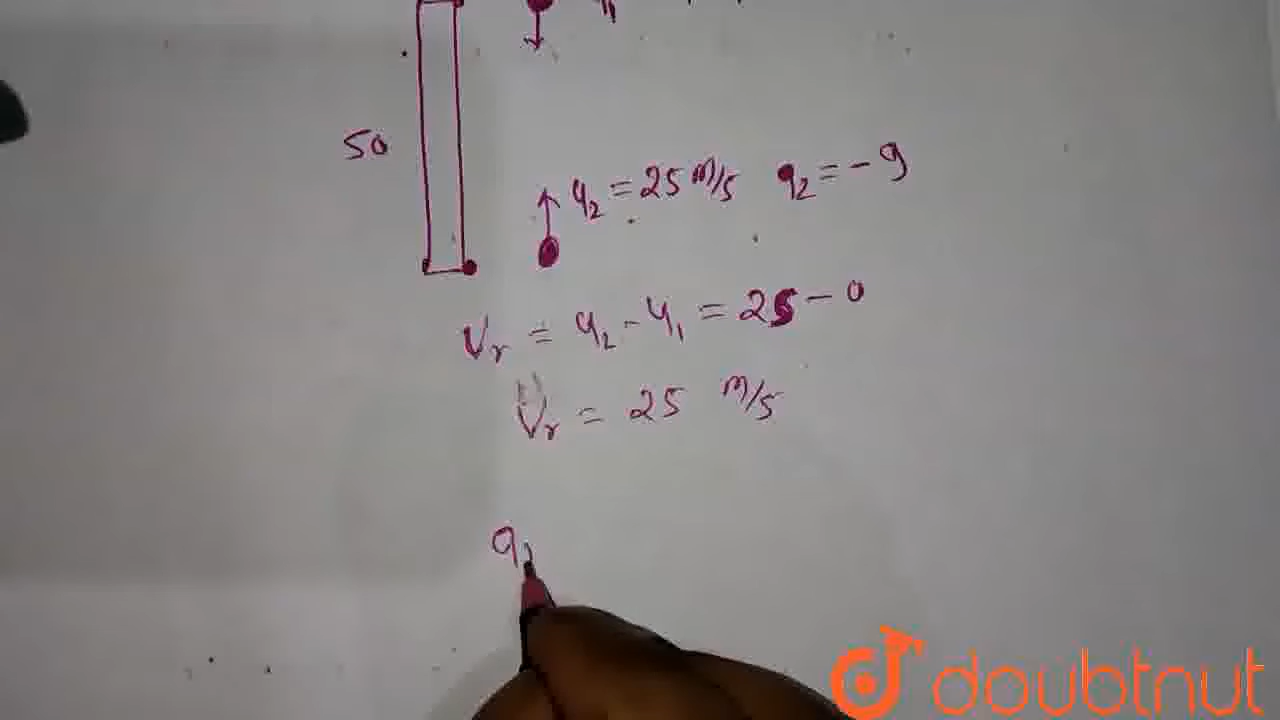 50
u₂ = 25 m/s a₂ = -g
Vᵣ = u₂ - u₁ = 25 - 0
Vᵣ = 25 m/s
a
doubtnut